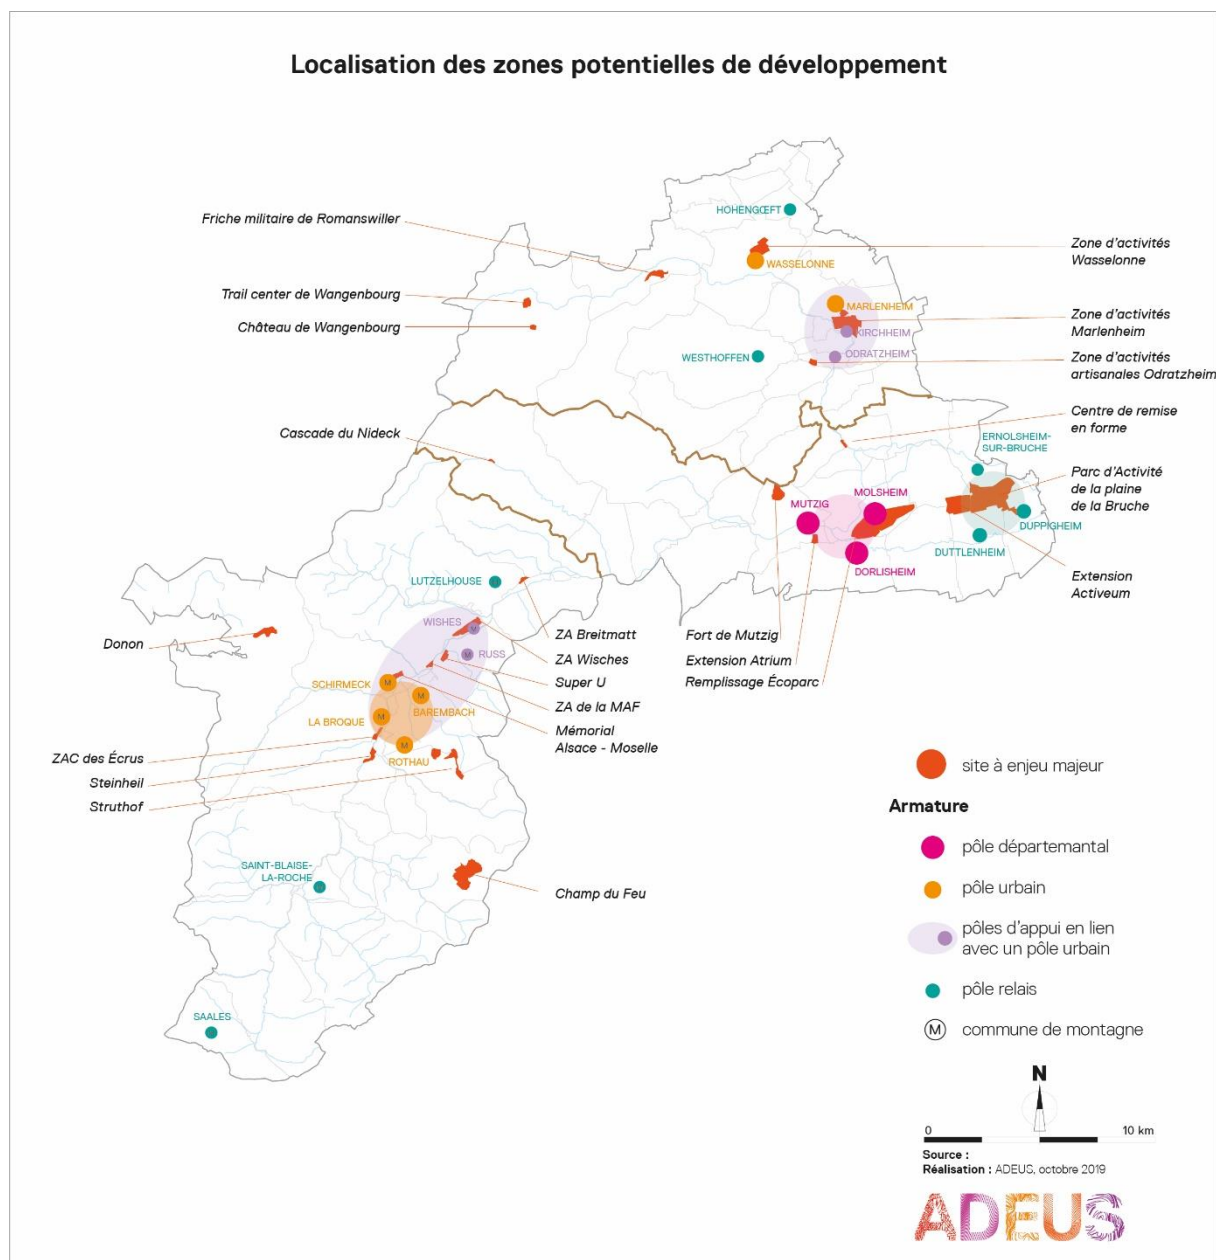 Localisation des zones potentielles de développement
HOHENGŒFT
Friche militaire de Romanswiller
Zone d'activités
Wasselonne
WASSELONNE
Trail center de Wangenbourg
MARLENHEIM
Château de Wangenbourg
Zone d'activités
Marlenheim
KIRCHHEIM
WESTHOFFEN
ODRATZHEIM
Zone d'activités
artisanales Odratzheim
Centre de remise
en forme
Cascade du Nideck
ERNOLSHEIM-
SUR-BRUCHE
Parc d'Activité
de la plaine
de la Bruche
MOLSHEIM
MUTZIG
DUPPIGHEIM
DUTTLENHEIM
DORLISHEIM
Extension
Activeum
LUTZELHOUSE
M
WISHES
M
ZA Breitmatt
Fort de Mutzig
Donon
RUSS
M
ZA Wisches
Extension Atrium
Super U
Remplissage Écoparc
SCHIRMECK
M
BAREMBACH
M
ZA de la MAF
LA BROQUE
M
Mémorial
Alsace - Moselle
ROTHAU
M
ZAC des Écrus
Steinheil
Struthof
SAINT-BLAISE-
LA-ROCHE
Champ du Feu
SAALES
site à enjeu majeur
Armature
pôle départemantal
pôle urbain
pôles d'appui en lien
avec un pôle urbain
pôle relais
M commune de montagne
N
0 10 km
Source :
Réalisation : ADEUS, octobre 2019
ADEUS